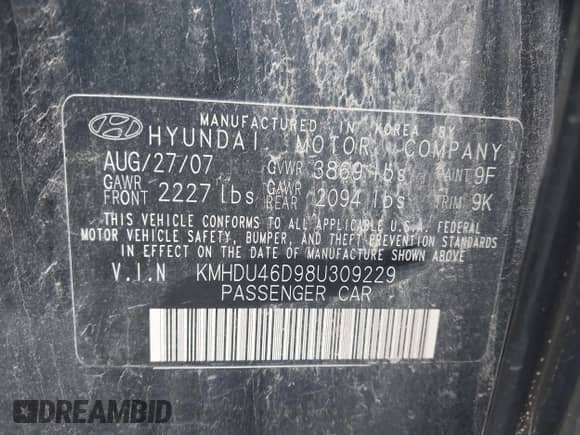 MANUFACTURED IN KOREA BY
HYUNDAI MOTOR COMPANY
AUG/27/07 GVWR 3869 lbs PAINT 9F
GAWR FRONT 2227 lbs GAWR REAR 2094 lbs TRIM 9K
THIS VEHICLE CONFORMS TO ALL APPLICABLE U.S.A. FEDERAL
MOTOR VEHICLE SAFETY, BUMPER, AND THEFT PREVENTION STANDARDS
IN EFFECT ON THE DATE OF MANUFACTURE SHOWN ABOVE
V.I.N KMHDU46D98U309229
PASSENGER CAR
DREAMBID